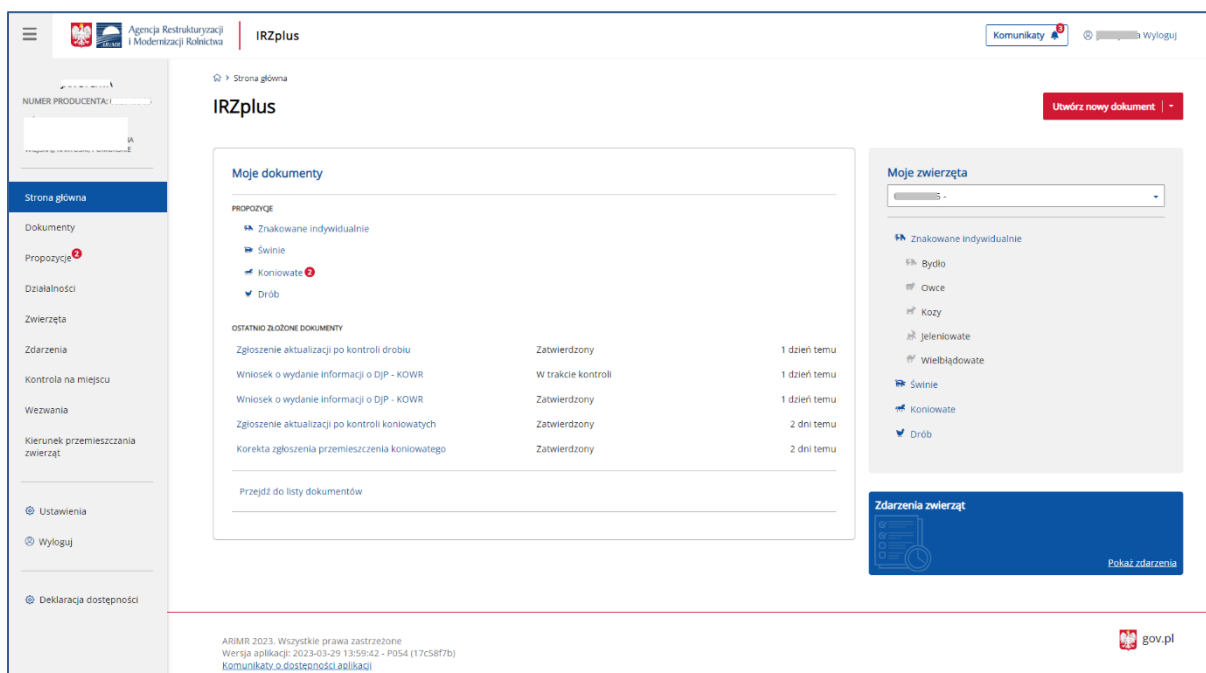 Agencja Restrukturyzacji
i Modernizacji Rolnictwa
ARiMR
IRZplus
Komunikaty 3
Wyloguj
NUMER PRODUCENTA:
Strona główna
Dokumenty
Propozycje 2
Działalności
Zwierzęta
Zdarzenia
Kontrola na miejscu
Wezwania
Kierunek przemieszczania
zwierząt
Ustawienia
Wyloguj
Deklaracja dostępności
> Strona główna
IRZplus
Utwórz nowy dokument
Moje dokumenty
PROPOZYCJE
Znakowane indywidualnie
Świnie
Koniowate 2
Drób
OSTATNIO ZŁOŻONE DOKUMENTY
Zgłoszenie aktualizacji po kontroli drobiu Zatwierdzony 1 dzień temu
Wniosek o wydanie informacji o DJP - KOWR W trakcie kontroli 1 dzień temu
Wniosek o wydanie informacji o DJP - KOWR Zatwierdzony 1 dzień temu
Zgłoszenie aktualizacji po kontroli koniowatych Zatwierdzony 2 dni temu
Korekta zgłoszenia przemieszczenia koniowatego Zatwierdzony 2 dni temu
Przejdź do listy dokumentów
Moje zwierzęta
5 -
Znakowane indywidualnie
Bydło
Owce
Kozy
Jeleniowate
Wielbłądowate
Świnie
Koniowate
Drób
Zdarzenia zwierząt
Pokaż zdarzenia
ARIMR 2023. Wszystkie prawa zastrzeżone
Wersja aplikacji: 2023-03-29 13:59:42 - P054 (17c58f7b)
Komunikaty o dostępności aplikacji
gov.pl